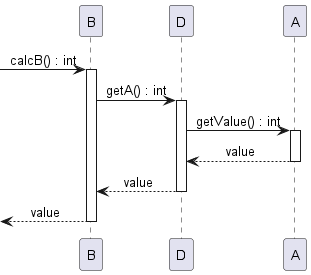 B D A
calcB() : int
getA() : int
getValue() : int
value
value
value
B D A